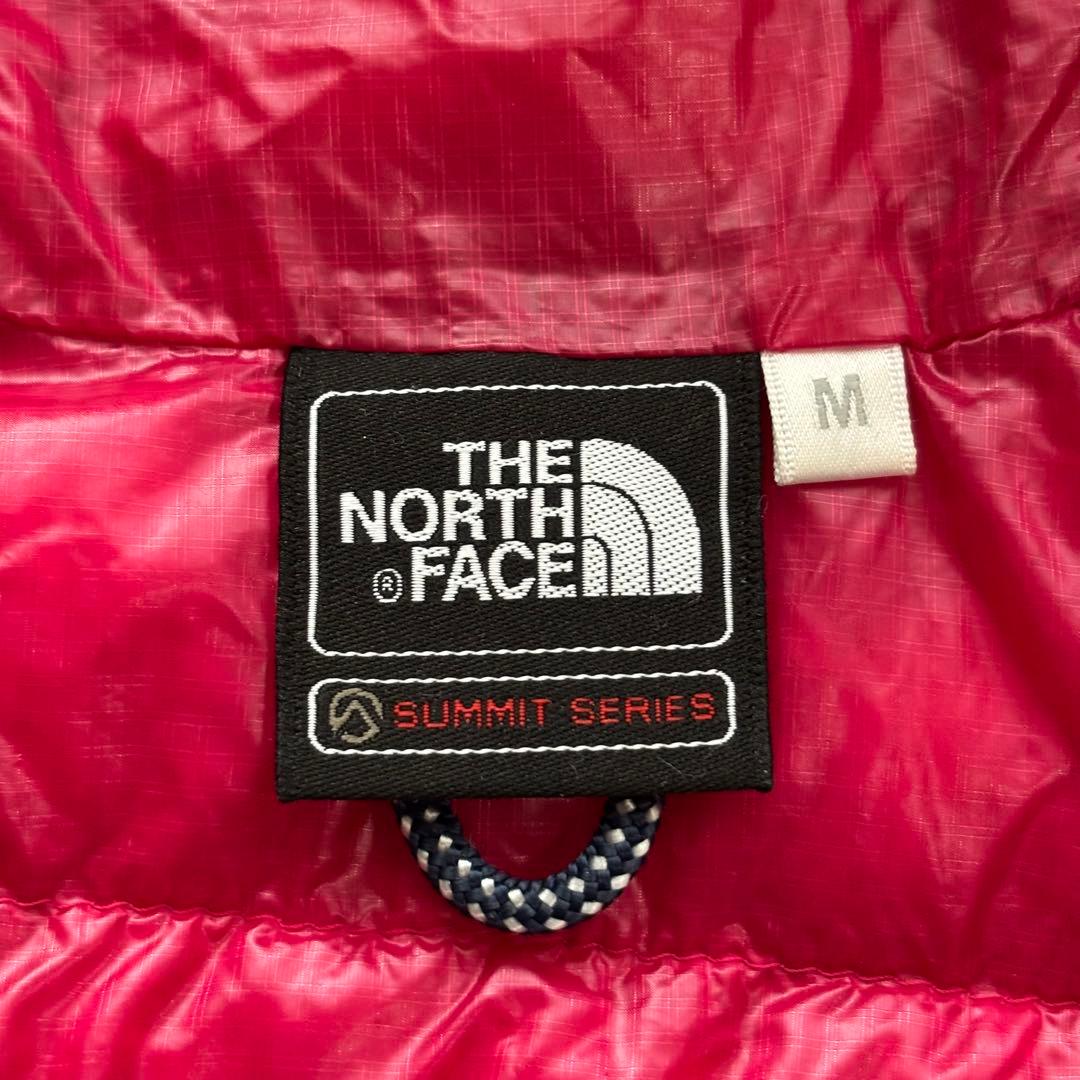 THE
NORTH
® FACE
SUMMIT SERIES
M